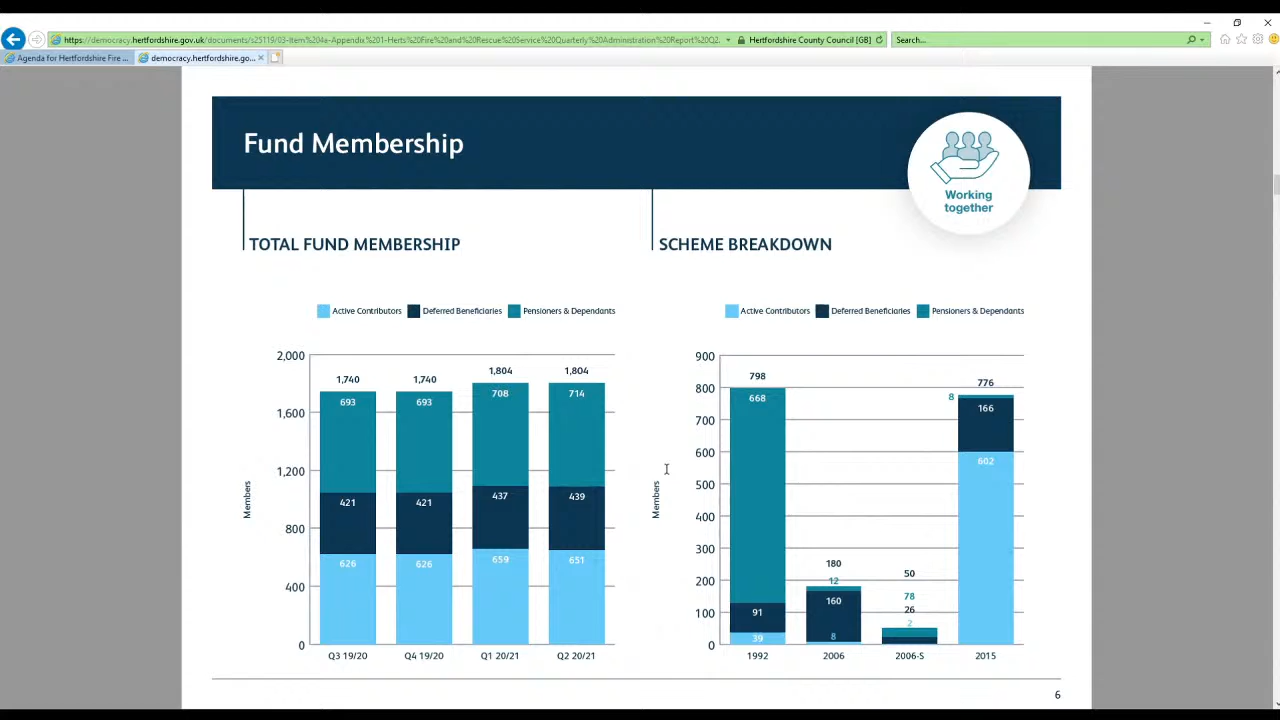 https://democracy.hertfordshire.gov.uk/documents/s25119/03-Item%204a-Appendix%201-Herts%20Fire%20and%20Rescue%20Service%20Quarterly%20Administration%20Report%20Q2.
Hertfordshire County Council [GB]
Search...
Agenda for Hertfordshire Fire ...
democracy.hertfordshire.go...
Fund Membership
Working
together
TOTAL FUND MEMBERSHIP
Active Contributors Deferred Beneficiaries Pensioners & Dependants
2,000
1,600
1,200
800
400
0
Members
1,740 1,740 1,804 1,804
693 693 708 714
421 421 437 439
626 626 659 651
Q3 19/20 Q4 19/20 Q1 20/21 Q2 20/21
SCHEME BREAKDOWN
Active Contributors Deferred Beneficiaries Pensioners & Dependants
900
800
700
600
500
400
300
200
100
0
Members
798
668
91
39
180
12
160
8
50
78
26
2
776
8
166
602
1992 2006 2006-S 2015
6